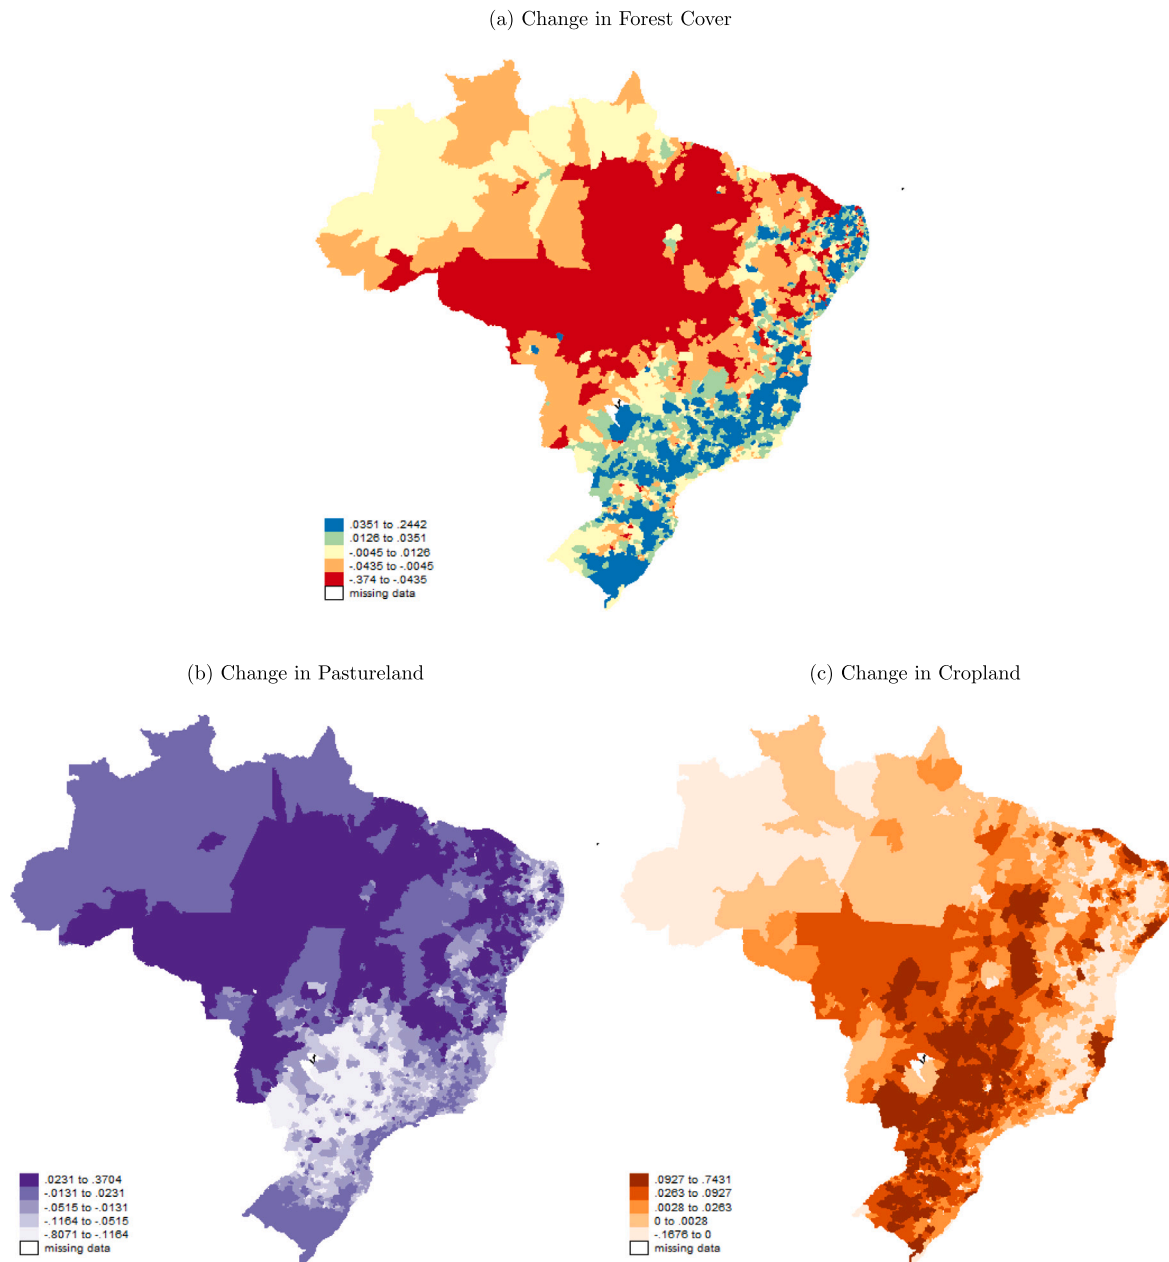 (a) Change in Forest Cover
.0351 to .2442
.0126 to .0351
-.0045 to .0126
-.0435 to -.0045
-.374 to -.0435
missing data
(b) Change in Pastureland
(c) Change in Cropland
.0231 to .3704
-.0131 to .0231
-.0515 to -.0131
-.1164 to -.0515
-.8071 to -.1164
missing data
.0927 to .7431
.0263 to .0927
.0028 to .0263
0 to .0028
-.1676 to 0
missing data